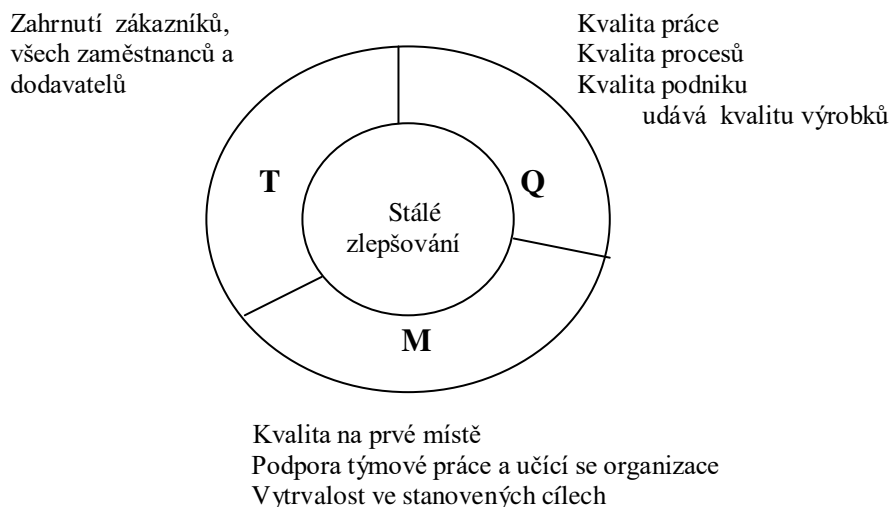 Zahrnutí zákazníků,
všech zaměstnanců a
dodavatelů
Kvalita práce
Kvalita procesů
Kvalita podniku
udává kvalitu výrobků
T
Q
Stálé
zlepšování
M
Kvalita na prvé místě
Podpora týmové práce a učící se organizace
Vytrvalost ve stanovených cílech